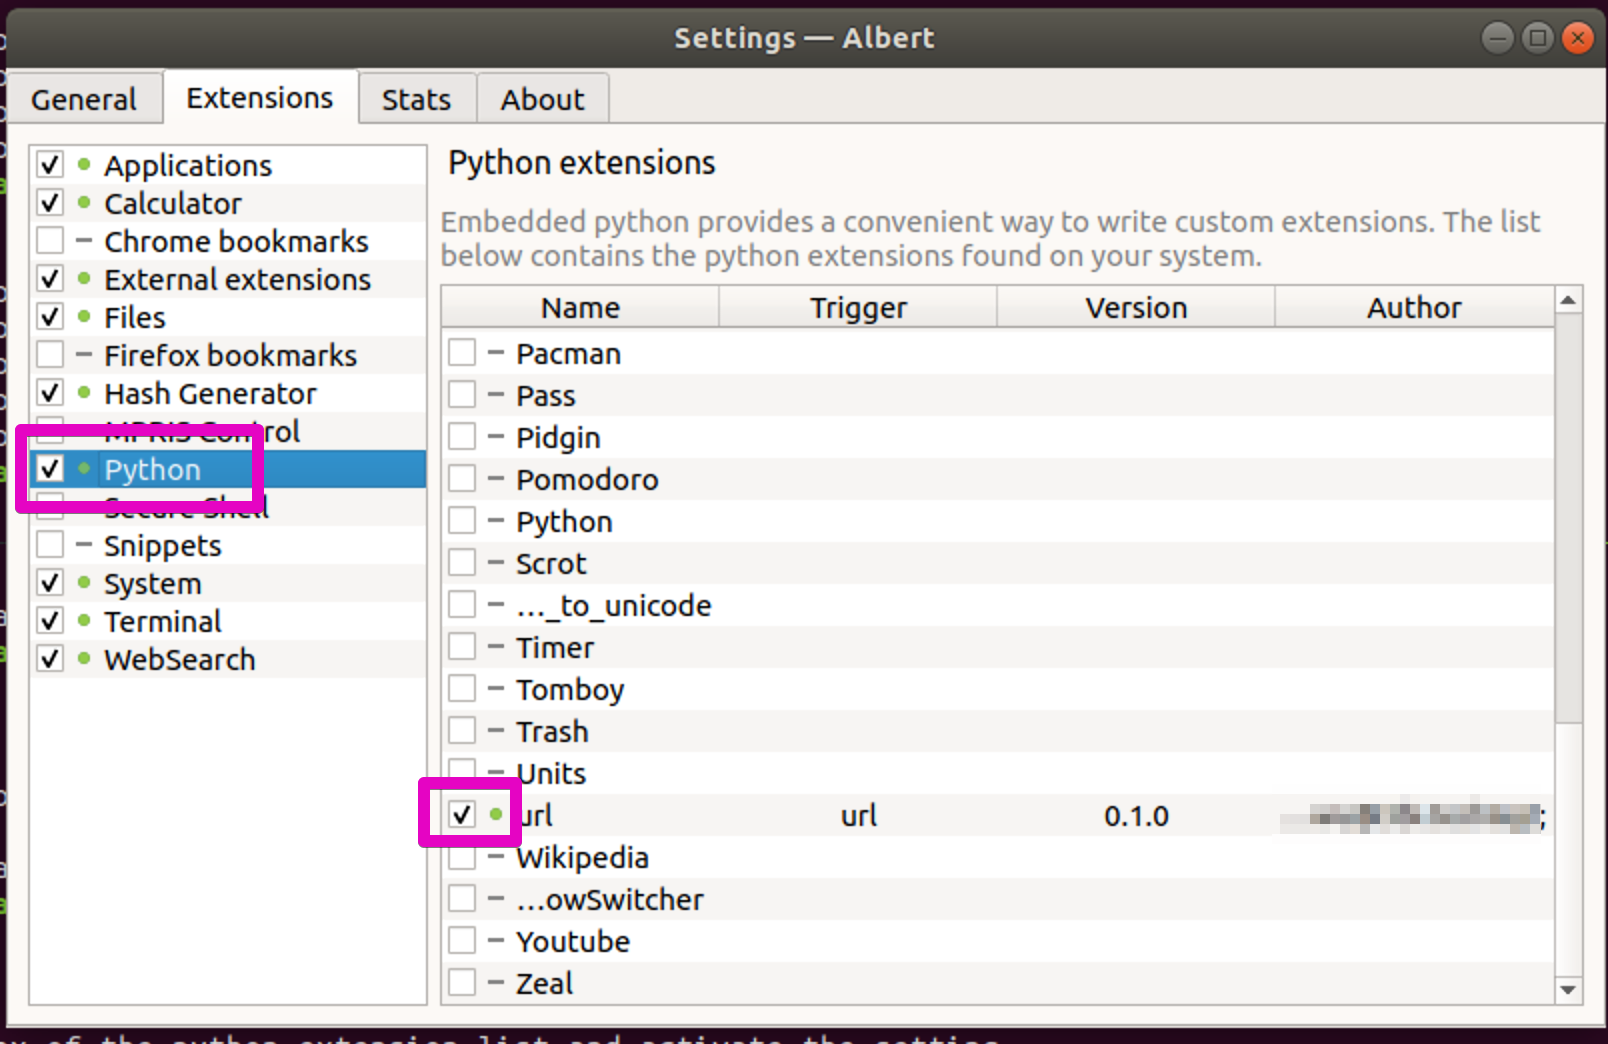 Settings — Albert
General Extensions Stats About
Applications
Calculator
Chrome bookmarks
External extensions
Files
Firefox bookmarks
Hash Generator
MPRIS Control
Python
Secure Shell
Snippets
System
Terminal
WebSearch
Python extensions
Embedded python provides a convenient way to write custom extensions. The list
below contains the python extensions found on your system.
Name Trigger Version Author
Pacman
Pass
Pidgin
Pomodoro
Python
Scrot
..._to_unicode
Timer
Tomboy
Trash
Units
url url 0.1.0 ;
Wikipedia
...owSwitcher
Youtube
Zeal
of the python extension list and activate the setting